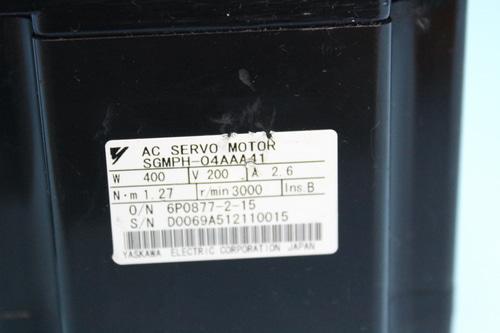 AC SERVO MOTOR
SGMPH-04AAA41
W 400 V 200 A 2.6
N·m 1.27 r/min 3000 Ins.B
O/N 6P0877-2-15
S/N D0069A512110015
YASKAWA ELECTRIC CORPORATION JAPAN